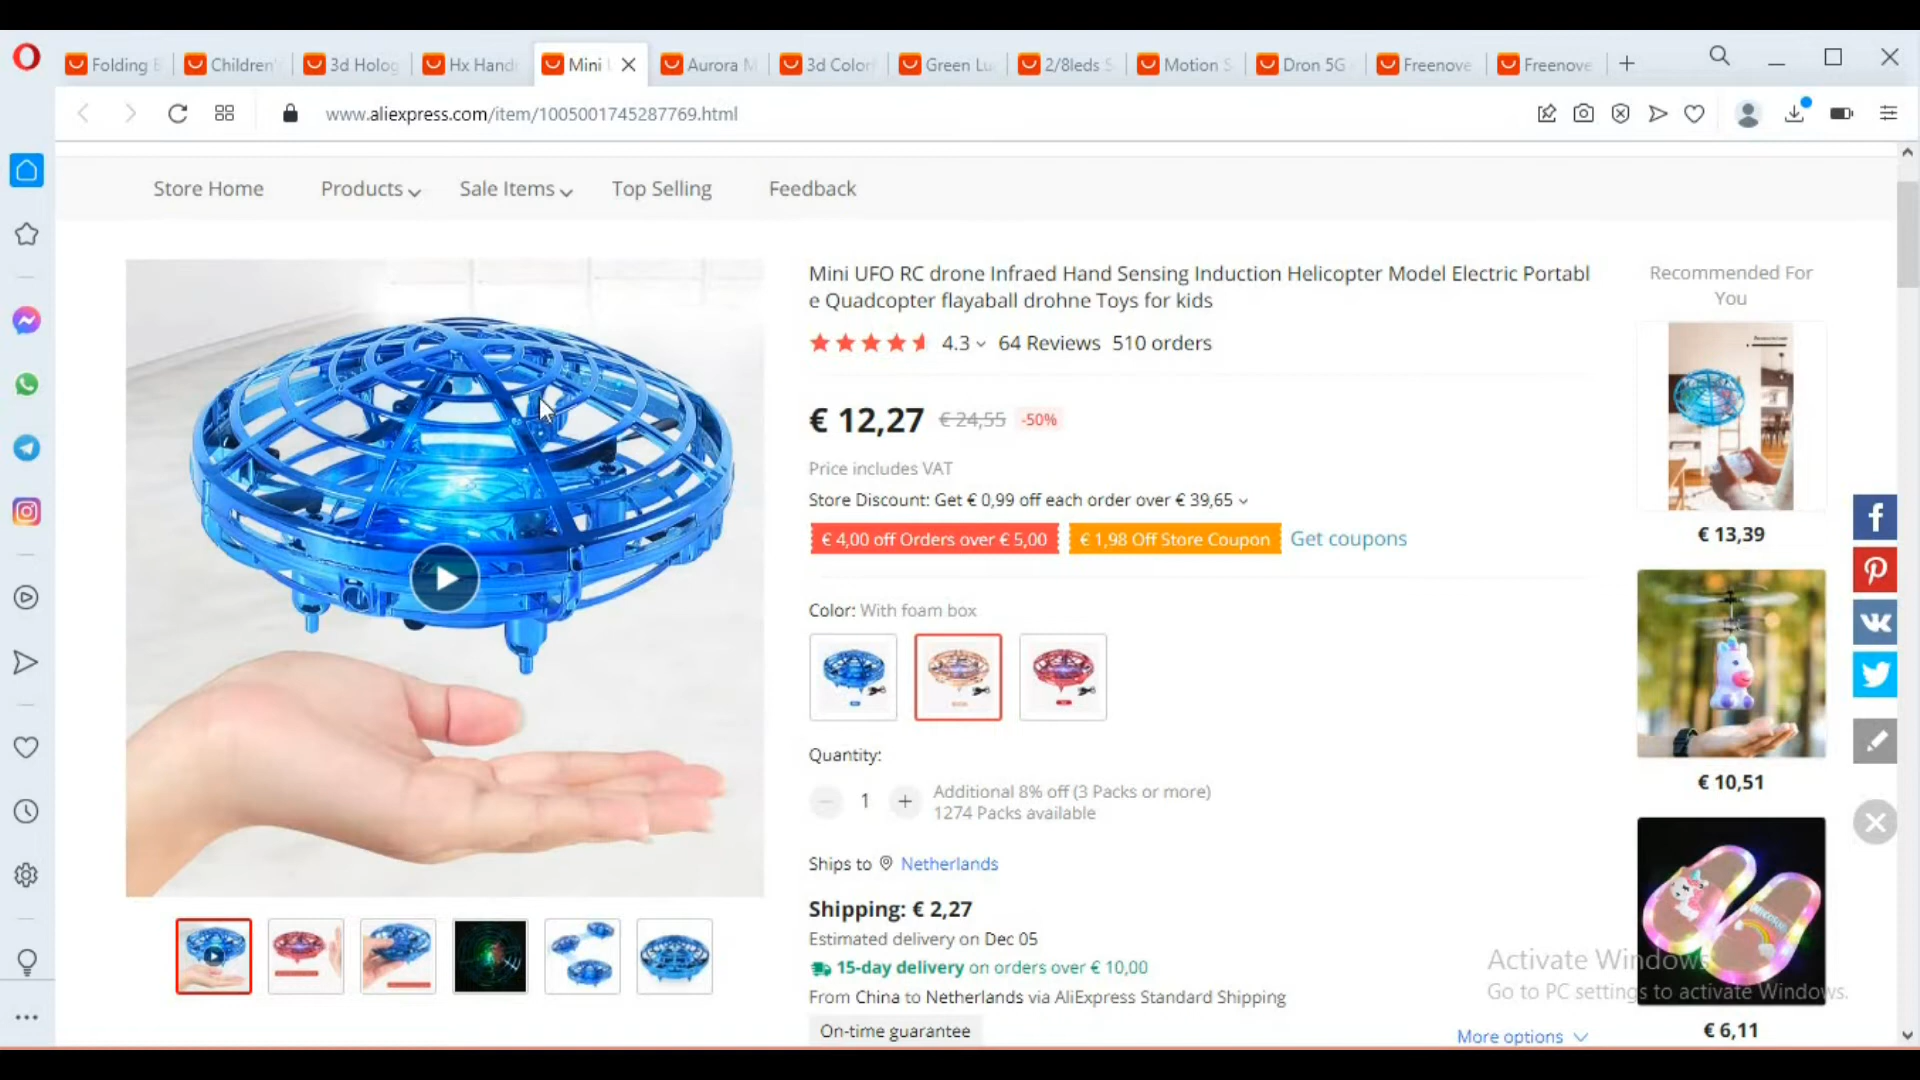 Folding
Children'
3d Holog
Hx Hand
Mini
Aurora M
3d Color
Green Lu
2/8leds S
Motion S
Dron 5G
Freenove
Freenove
www.aliexpress.com/item/1005001745287769.html
Store Home
Products
Sale Items
Top Selling
Feedback
Mini UFO RC drone Infraed Hand Sensing Induction Helicopter Model Electric Portabl
e Quadcopter flayaball drohne Toys for kids
4.3
64 Reviews
510 orders
€ 12,27
€ 24,55
-50%
Price includes VAT
Store Discount: Get € 0,99 off each order over € 39,65
€ 4,00 off Orders over € 5,00
€ 1,98 Off Store Coupon
Get coupons
Color: With foam box
Quantity:
1
Additional 8% off (3 Packs or more)
1274 Packs available
Ships to
Netherlands
Shipping: € 2,27
Estimated delivery on Dec 05
15-day delivery on orders over € 10,00
From China to Netherlands via AliExpress Standard Shipping
On-time guarantee
More options
Recommended For
You
€ 13,39
€ 10,51
€ 6,11
Activate Windows
Go to PC settings to activate Windows.